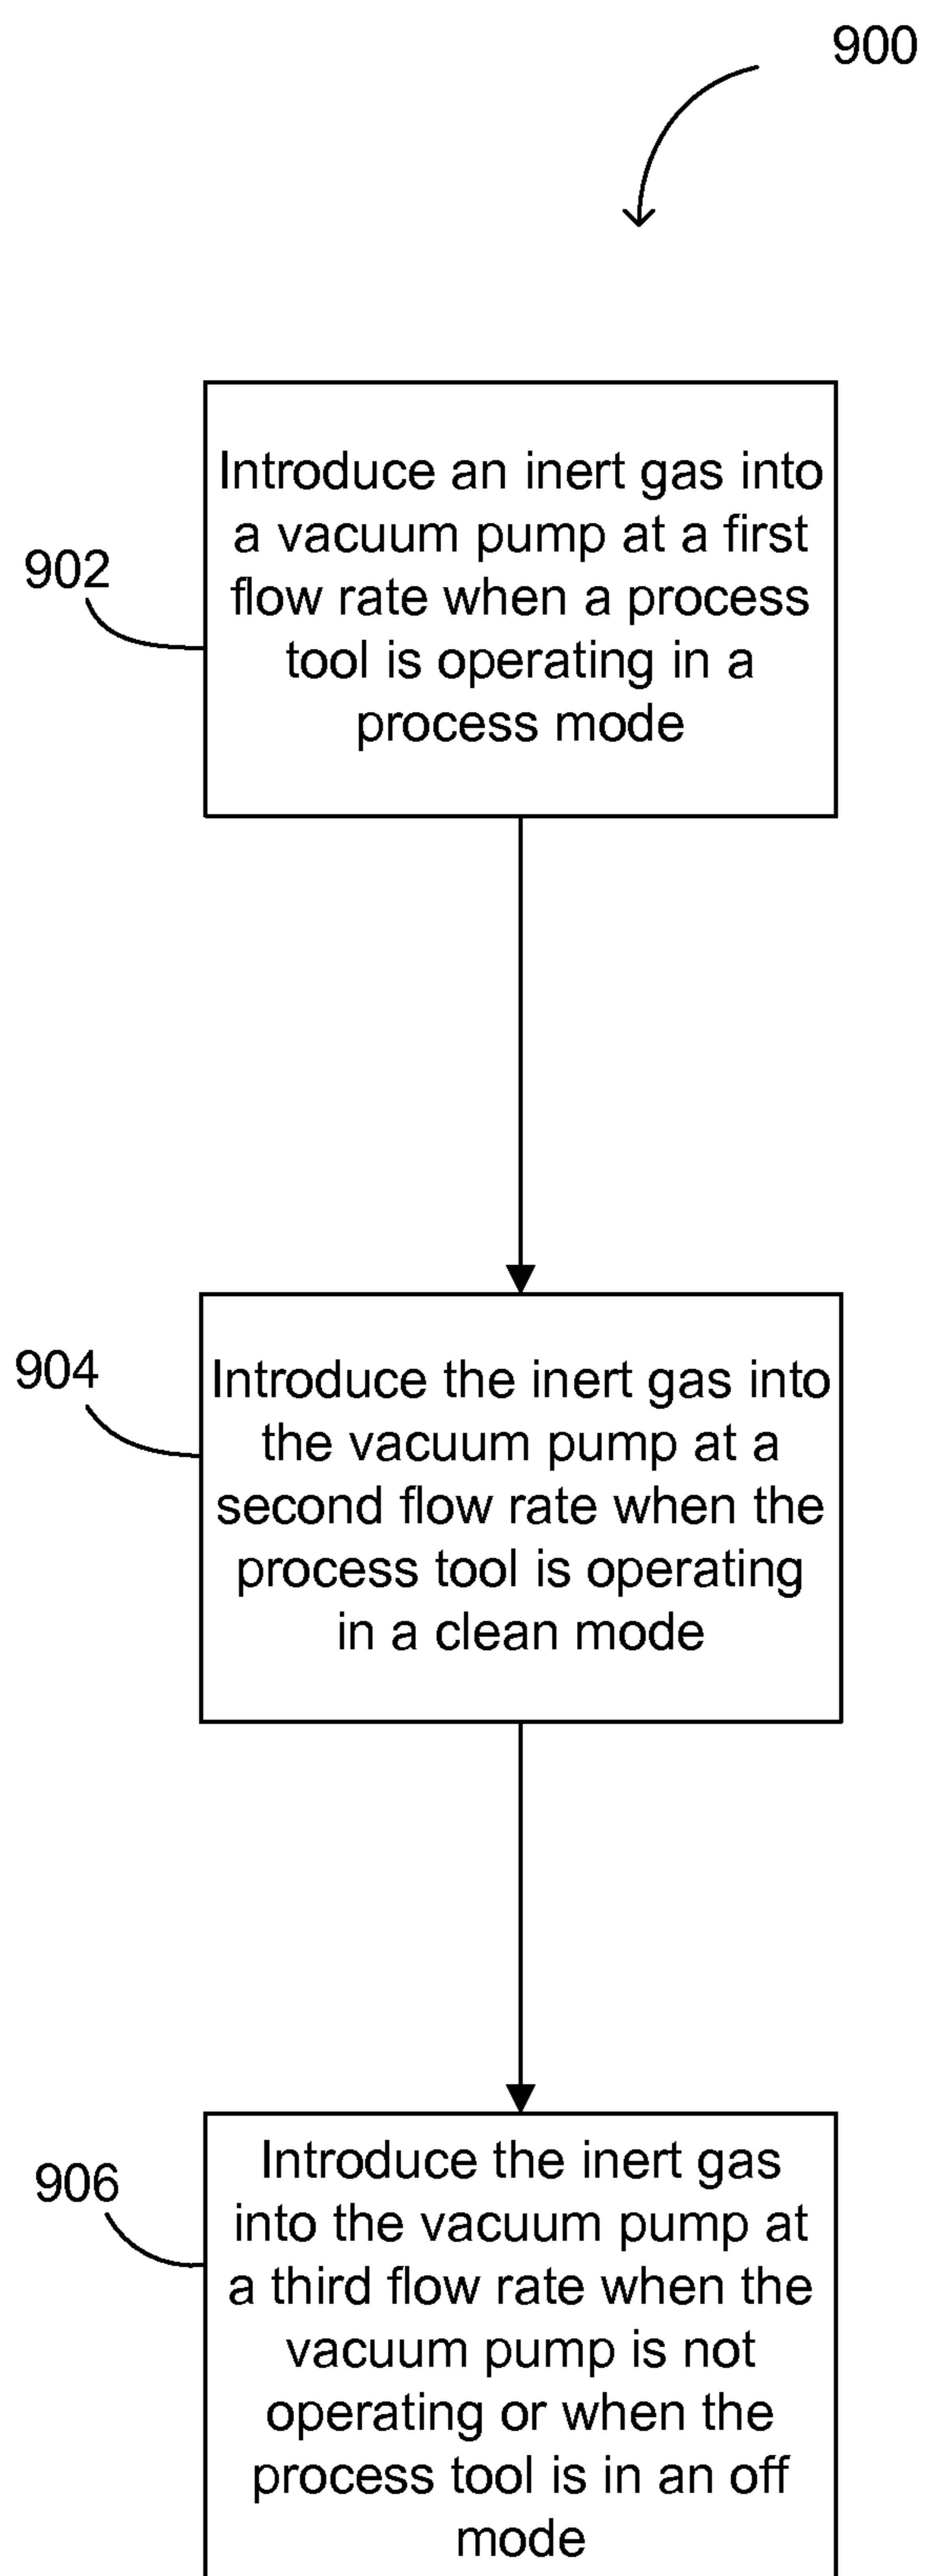 900
Introduce an inert gas into
a vacuum pump at a first
flow rate when a process
tool is operating in a
process mode
902
Introduce the inert gas into
the vacuum pump at a
second flow rate when the
process tool is operating
in a clean mode
904
Introduce the inert gas
into the vacuum pump at
a third flow rate when the
vacuum pump is not
operating or when the
process tool is in an off
mode
906